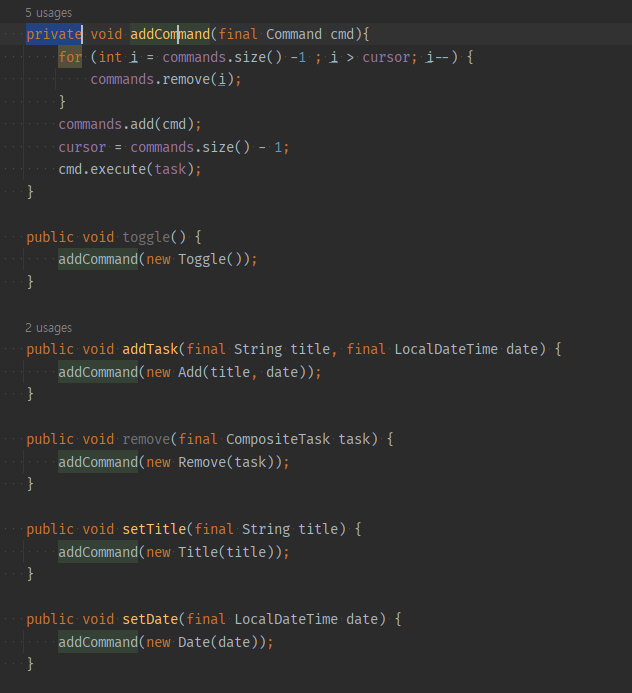 5 usages
private void addCommand(final Command cmd){
for (int i = commands.size() -1 ; i > cursor; i--) {
commands.remove(i);
}
commands.add(cmd);
cursor = commands.size() - 1;
cmd.execute(task);
}
public void toggle() {
addCommand(new Toggle());
}
2 usages
public void addTask(final String title, final LocalDateTime date) {
addCommand(new Add(title, date));
}
public void remove(final CompositeTask task) {
addCommand(new Remove(task));
}
public void setTitle(final String title) {
addCommand(new Title(title));
}
public void setDate(final LocalDateTime date) {
addCommand(new Date(date));
}